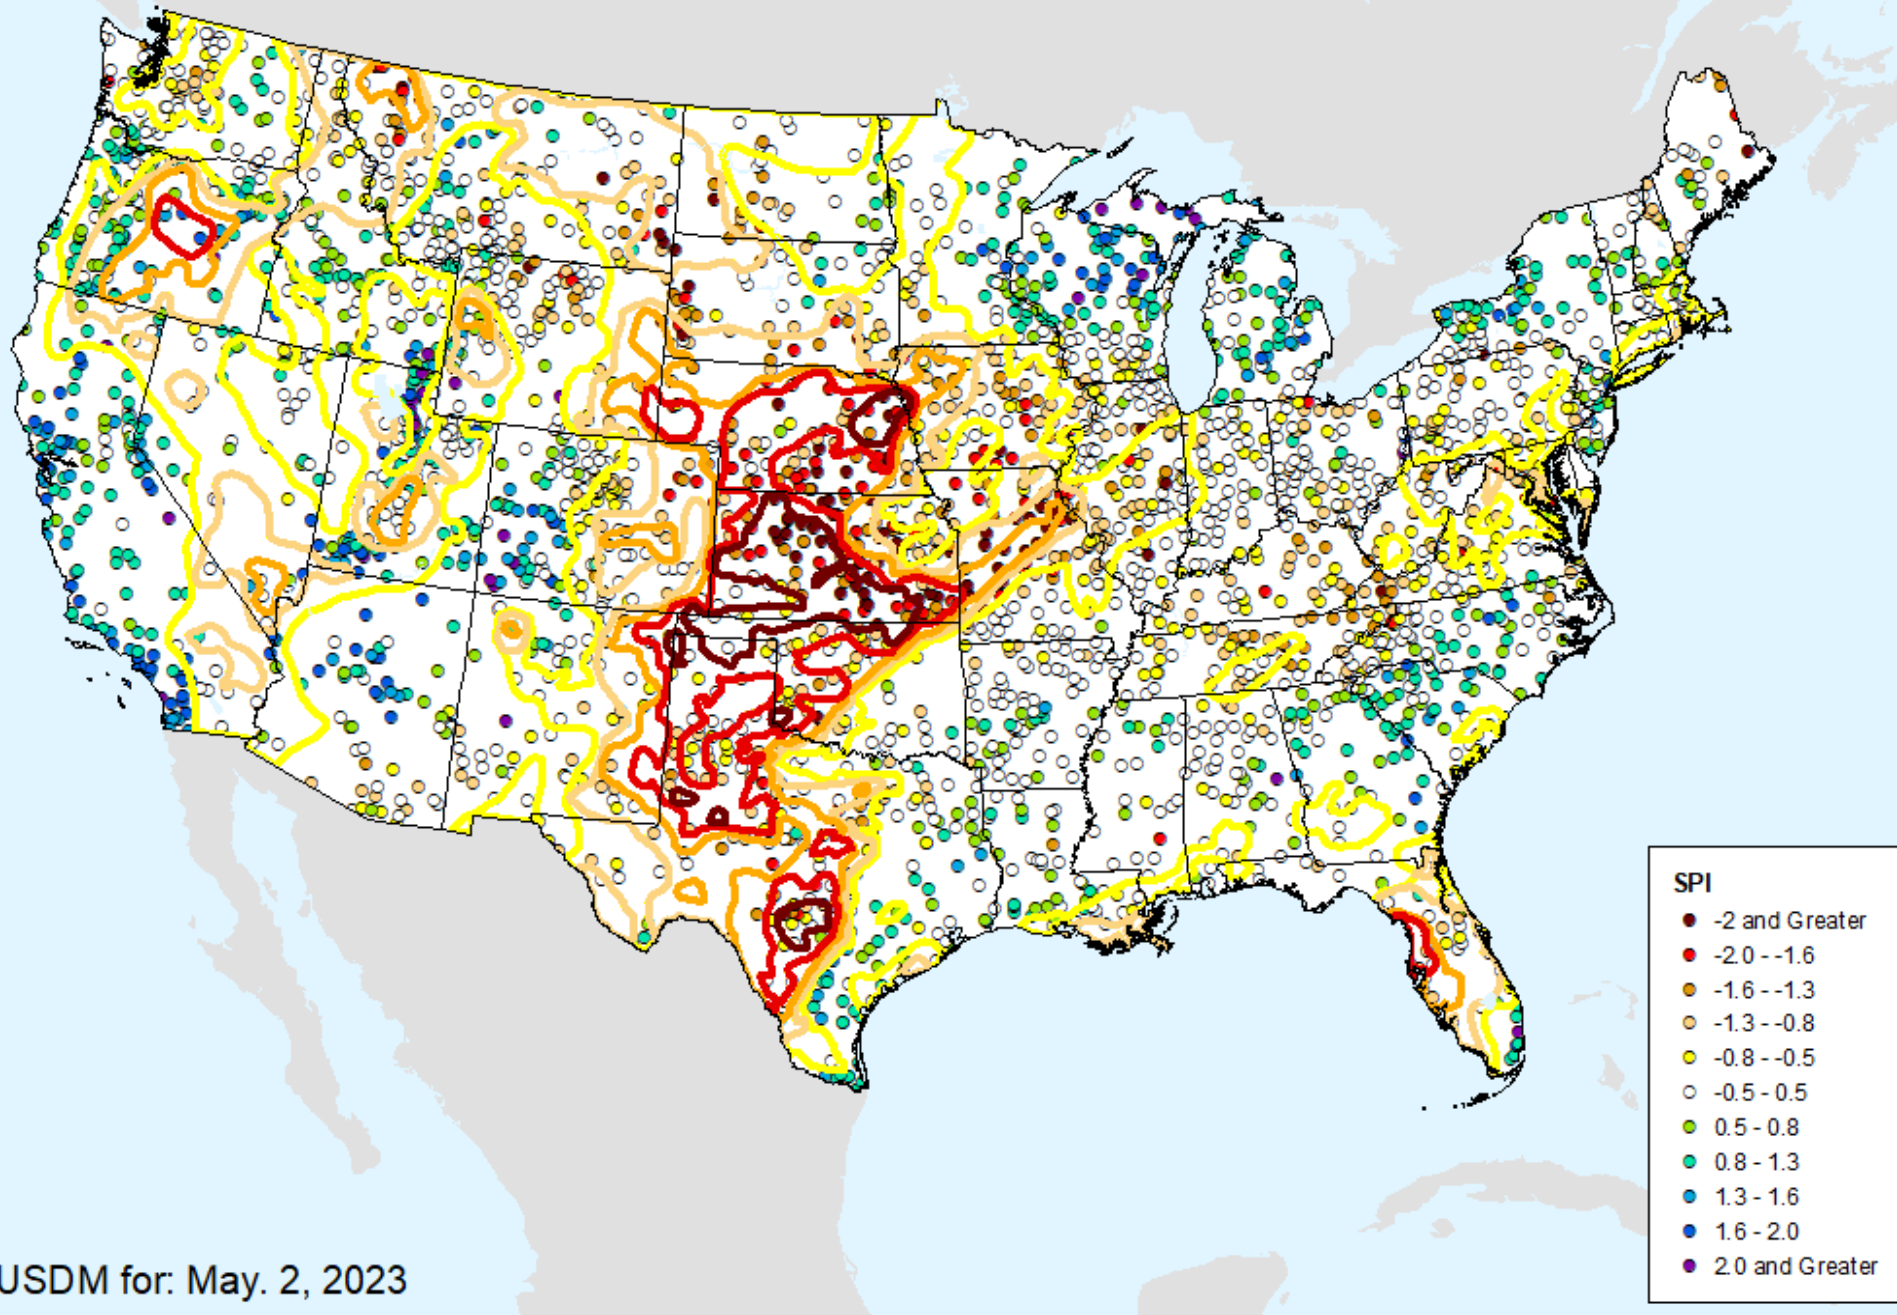 SPI
-2 and Greater
-2.0 - -1.6
-1.6 - -1.3
-1.3 - -0.8
-0.8 - -0.5
-0.5 - 0.5
0.5 - 0.8
0.8 - 1.3
1.3 - 1.6
1.6 - 2.0
2.0 and Greater
USDM for: May. 2, 2023